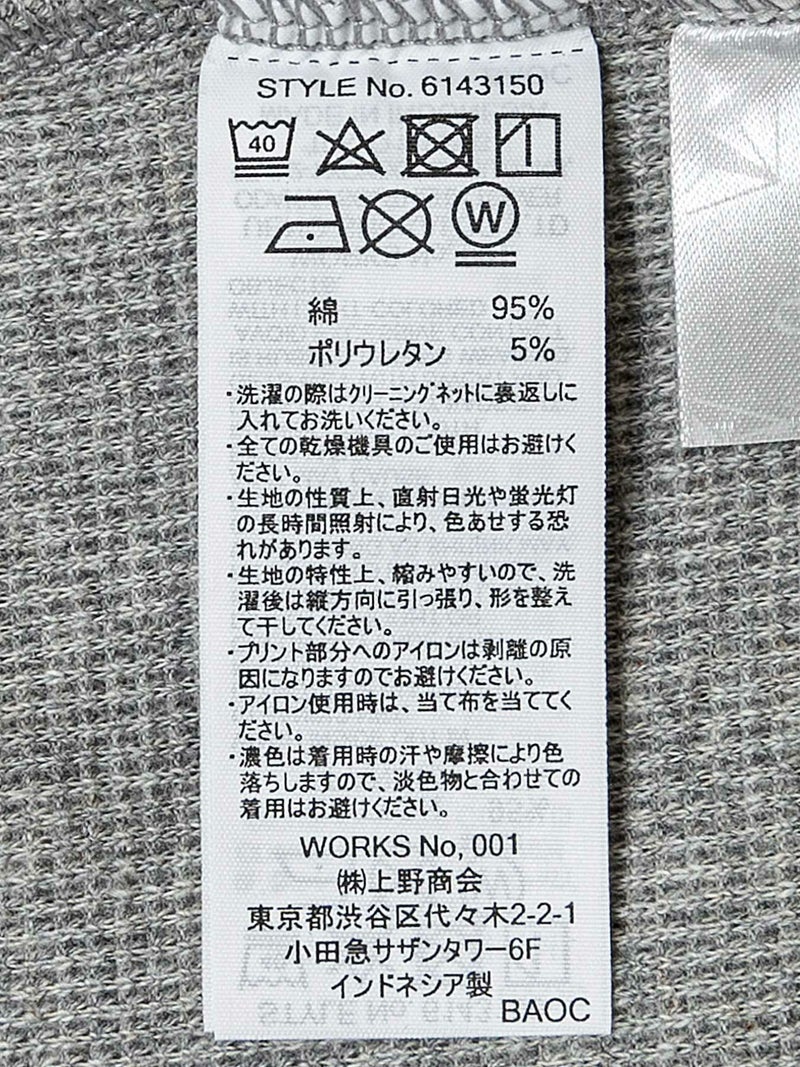 STYLE No. 6143150
40
W
綿 95%
ポリウレタン 5%
・洗濯の際はクリーニングネットに裏返しに
入れてお洗いください。
・全ての乾燥機具のご使用はお避けく
ださい。
・生地の性質上、直射日光や蛍光灯
の長時間照射により、色あせする恐
れがあります。
・生地の特性上、縮みやすいので、洗
濯後は縦方向に引っ張り、形を整え
て干してください。
・プリント部分へのアイロンは剥離の原
因になりますのでお避けください。
・アイロン使用時は、当て布を当ててく
ださい。
・濃色は着用時の汗や摩擦により色
落ちしますので、淡色物と合わせての
着用はお避けください。
WORKS No, 001
㈱上野商会
東京都渋谷区代々木2-2-1
小田急サザンタワー6F
インドネシア製
BAOC